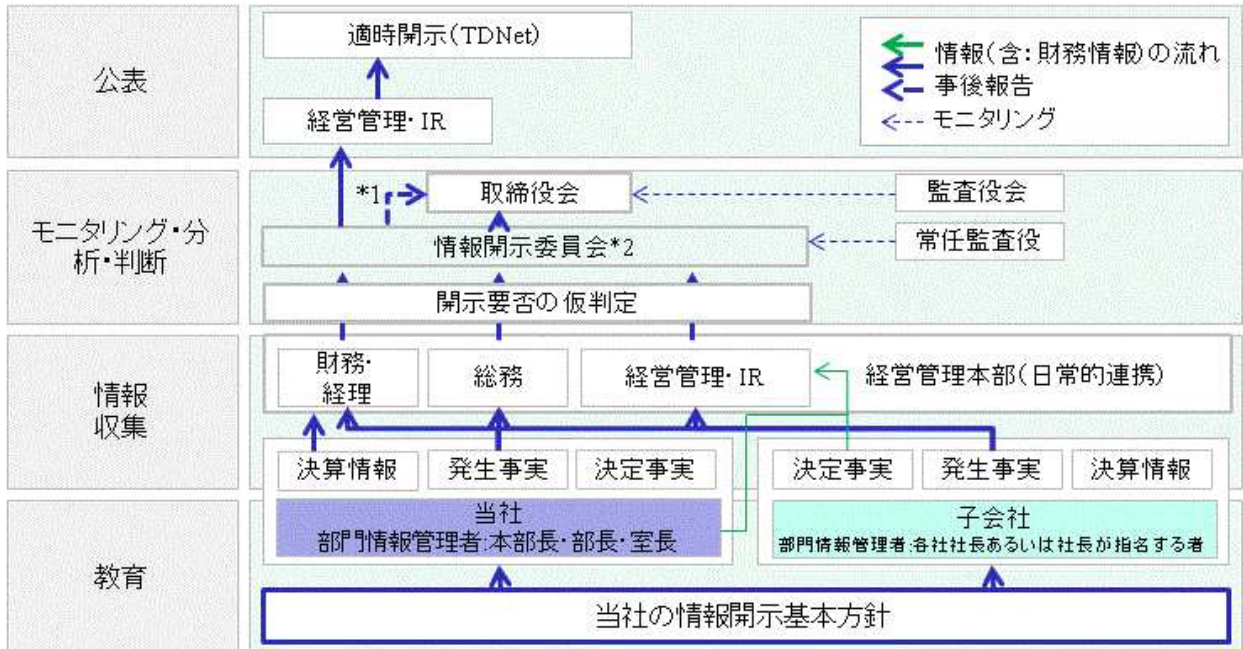 適時開示(TDNet)
情報(含:財務情報)の流れ
事後報告
モニタリング
公表
経営管理・IR
*1
取締役会
監査役会
モニタリング・分
析・判断
情報開示委員会*2
常任監査役
開示要否の仮判定
財務・
経理
総務
経営管理・IR
経営管理本部(日常的連携)
情報
収集
決算情報
発生事実
決定事実
決定事実
発生事実
決算情報
当社
部門情報管理者:本部長・部長・室長
子会社
部門情報管理者:各社社長あるいは社長が指名する者
教育
当社の情報開示基本方針